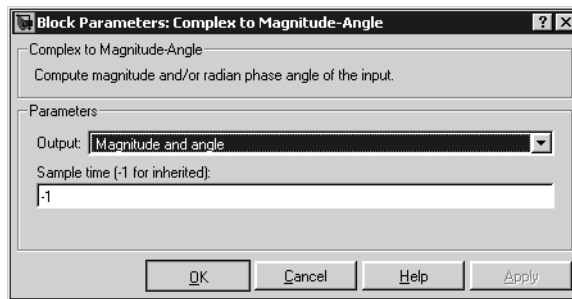 Block Parameters: Complex to Magnitude-Angle
Complex to Magnitude-Angle
Compute magnitude and/or radian phase angle of the input.
Parameters
Output: Magnitude and angle
Sample time (-1 for inherited):
-1
OK Cancel Help Apply